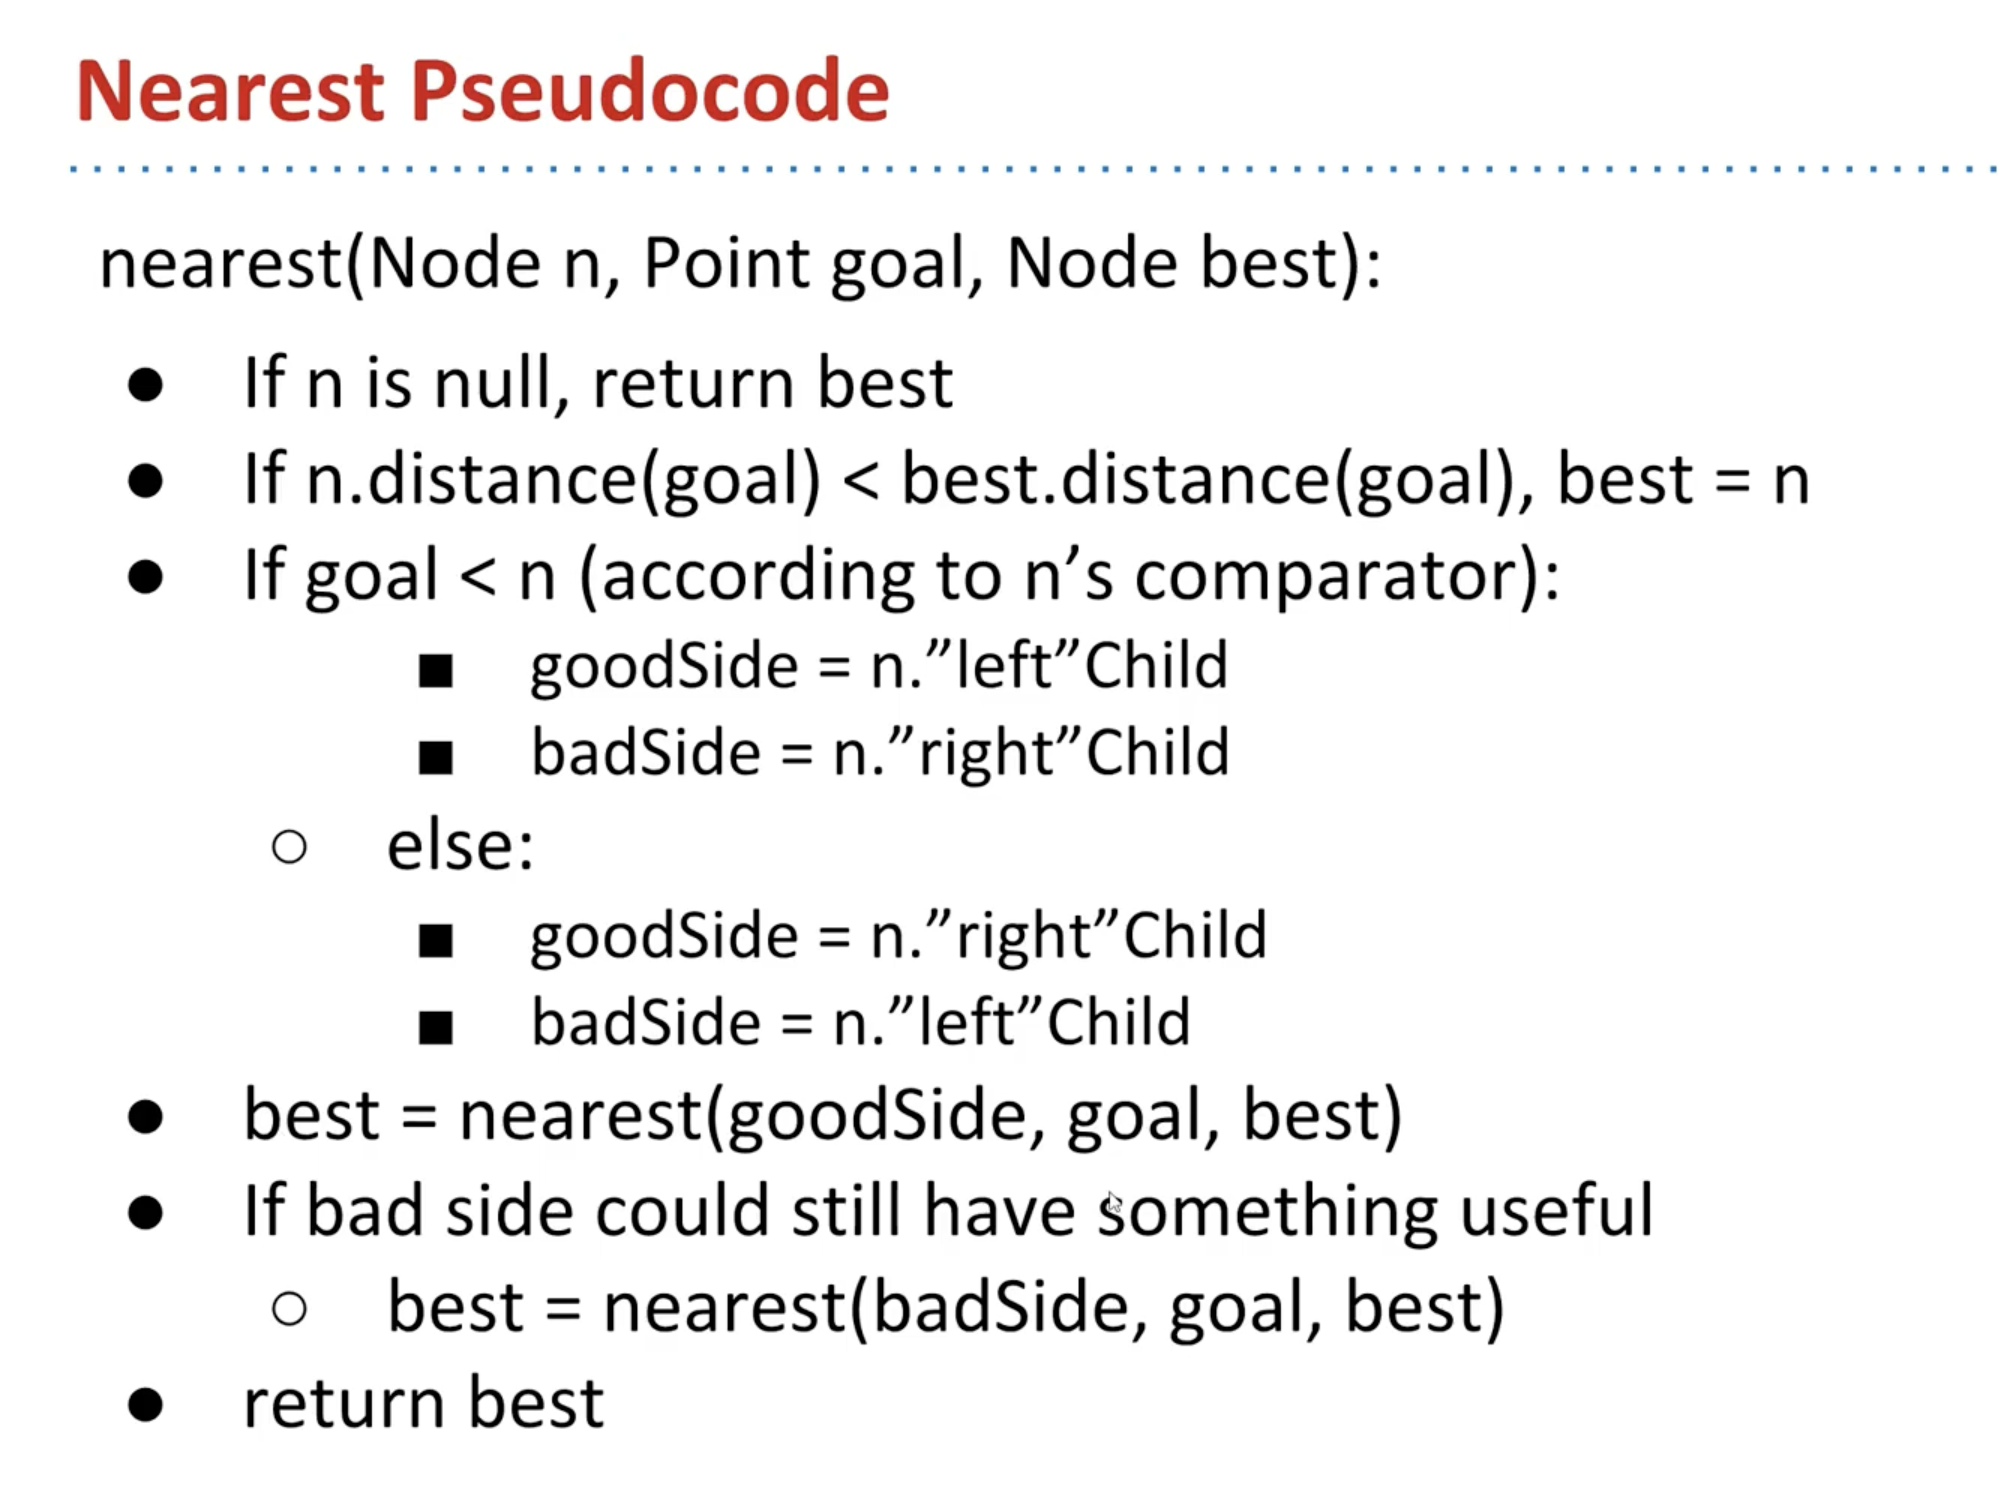 Nearest Pseudocode
nearest(Node n, Point goal, Node best):
● If n is null, return best
● If n.distance(goal) < best.distance(goal), best = n
● If goal < n (according to n’s comparator):
■ goodSide = n.”left”Child
■ badSide = n.”right”Child
○ else:
■ goodSide = n.”right”Child
■ badSide = n.”left”Child
● best = nearest(goodSide, goal, best)
● If bad side could still have something useful
○ best = nearest(badSide, goal, best)
● return best